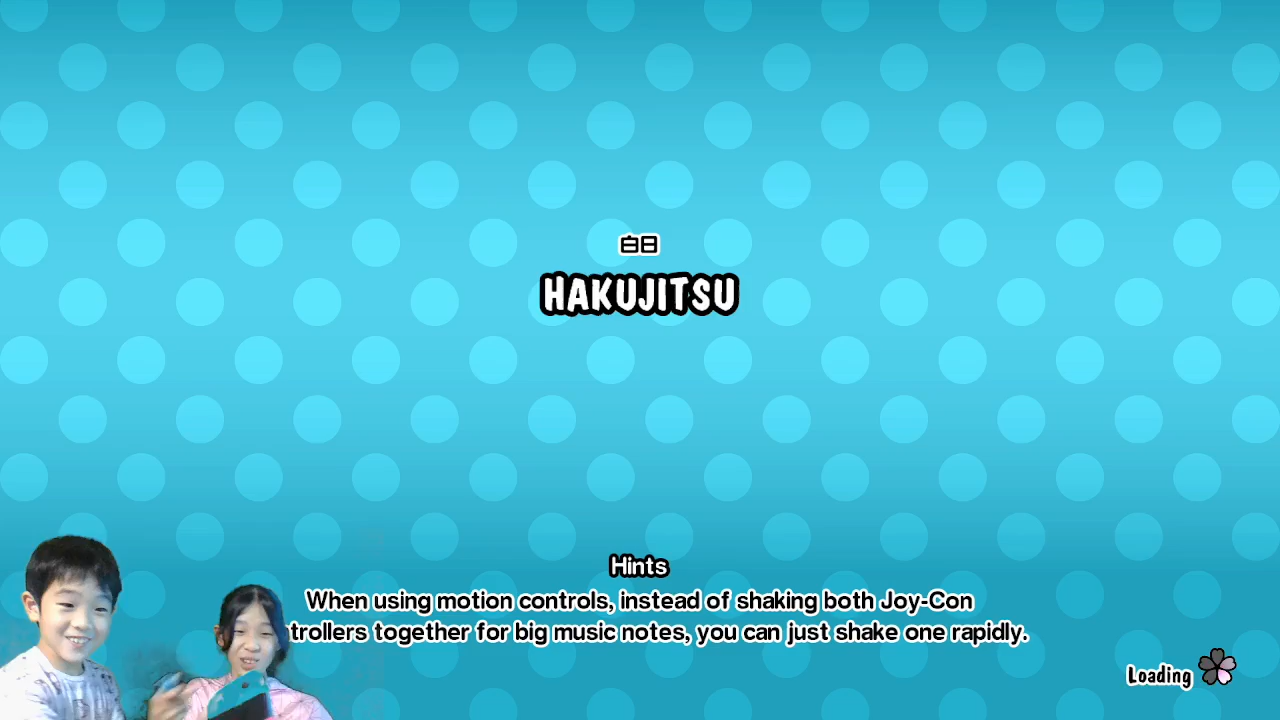 白日
HAKUJITSU
Hints
When using motion controls, instead of shaking both Joy-Con
trollers together for big music notes, you can just shake one rapidly.
Loading